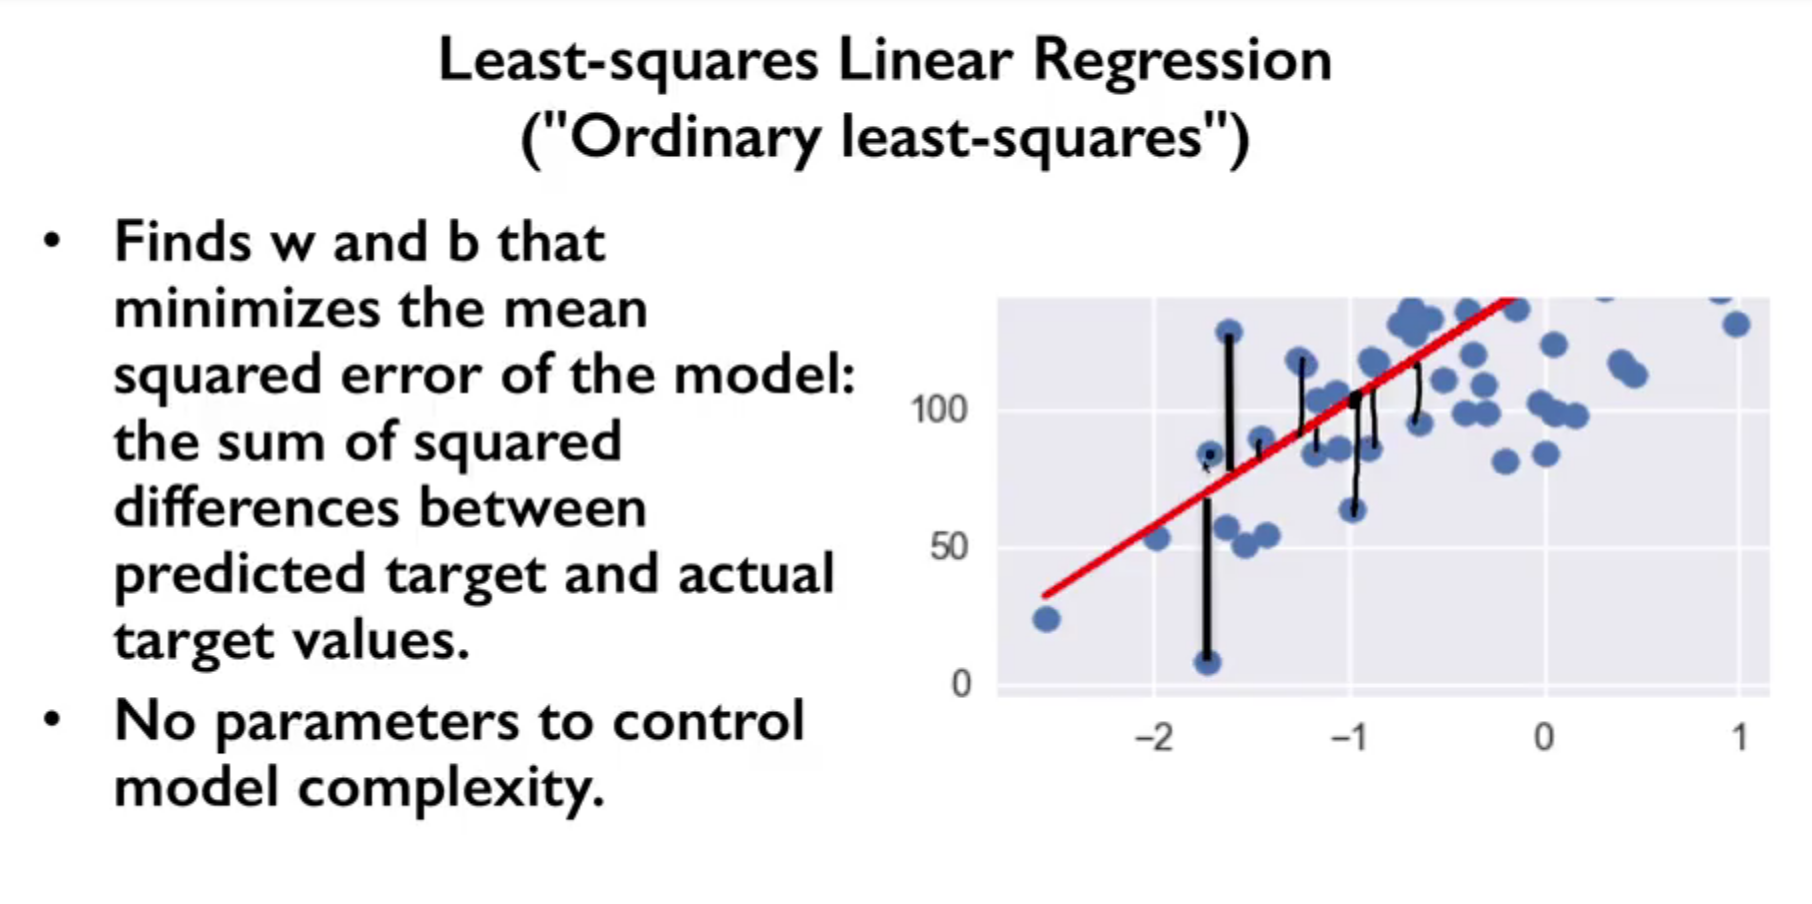 Least-squares Linear Regression
("Ordinary least-squares")
• Finds w and b that
minimizes the mean
squared error of the model:
the sum of squared
differences between
predicted target and actual
target values.
• No parameters to control
model complexity.
100
50
0
−2 −1 0 1